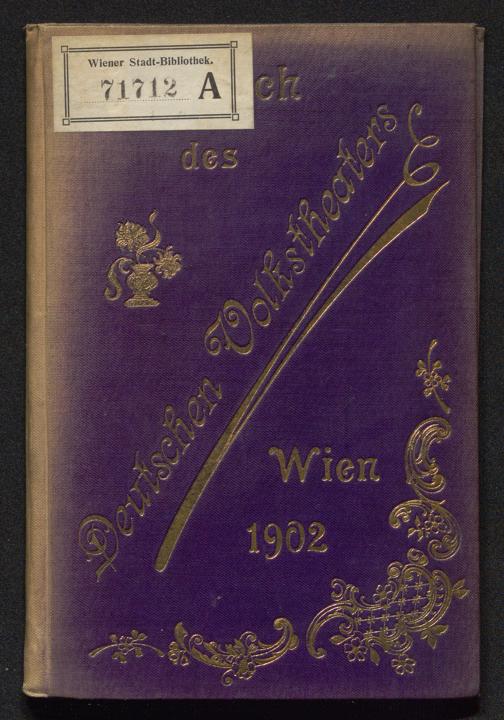 Wiener Stadt-Bibliothek.
71712 A
ch
des
Deutschen Volkstheaters
Wien
1902